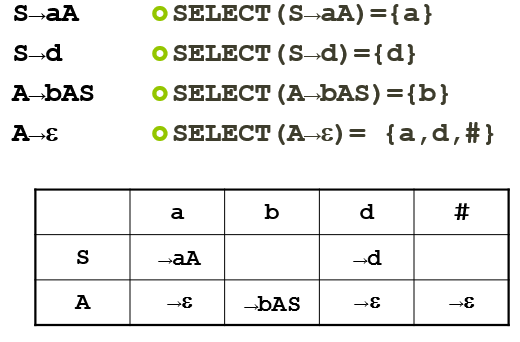 S→aA SELECT(S→aA)={a}
S→d SELECT(S→d)={d}
A→bAS SELECT(A→bAS)={b}
A→ε SELECT(A→ε)= {a,d,#}
a b d #
S →aA →d
A →ε →bAS →ε →ε